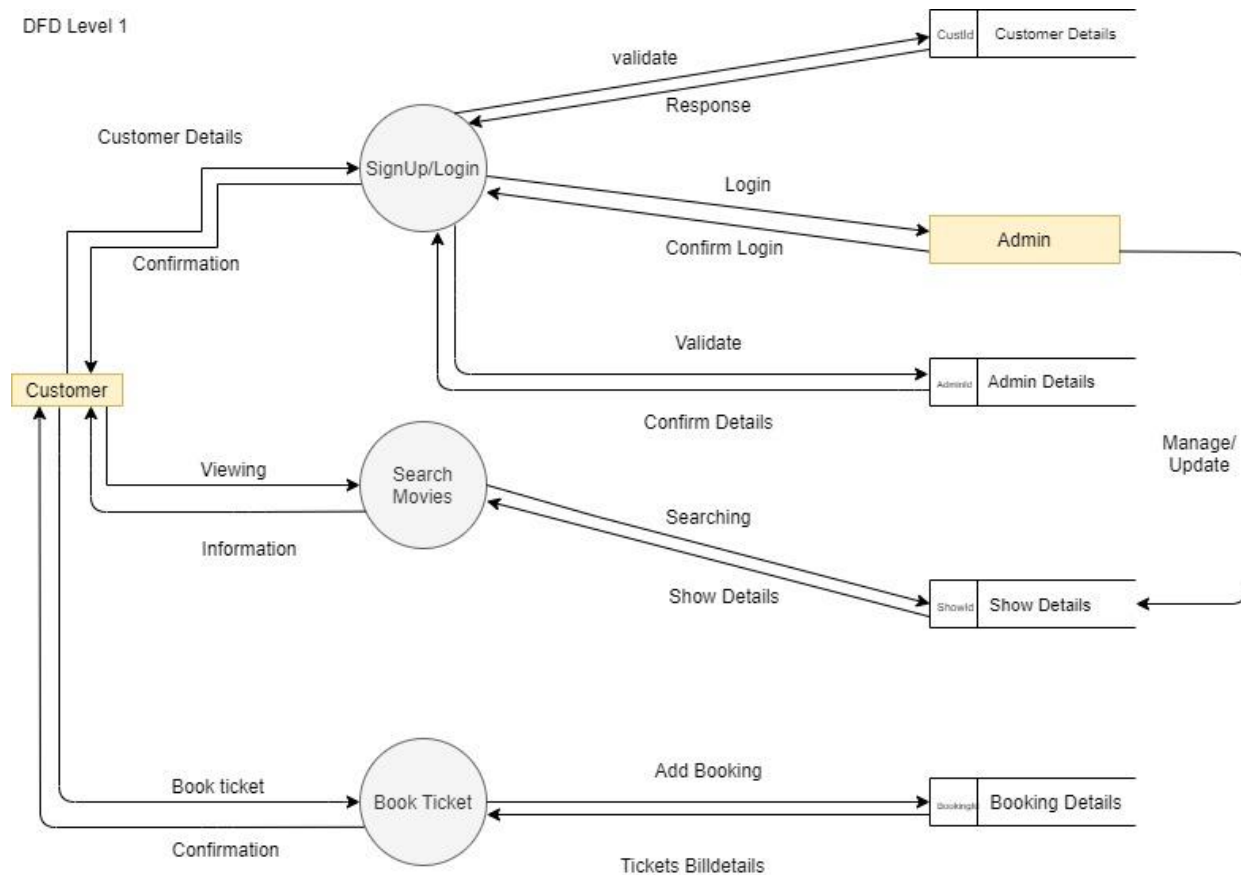 DFD Level 1
CustId
Customer Details
validate
Response
Customer Details
SignUp/Login
Login
Admin
Confirm Login
Confirmation
Validate
Customer
AdminId
Admin Details
Confirm Details
Manage/
Update
Viewing
Search
Movies
Searching
Information
Show Details
ShowId
Show Details
Book ticket
Add Booking
Book Ticket
BookingId
Booking Details
Confirmation
Tickets Billdetails